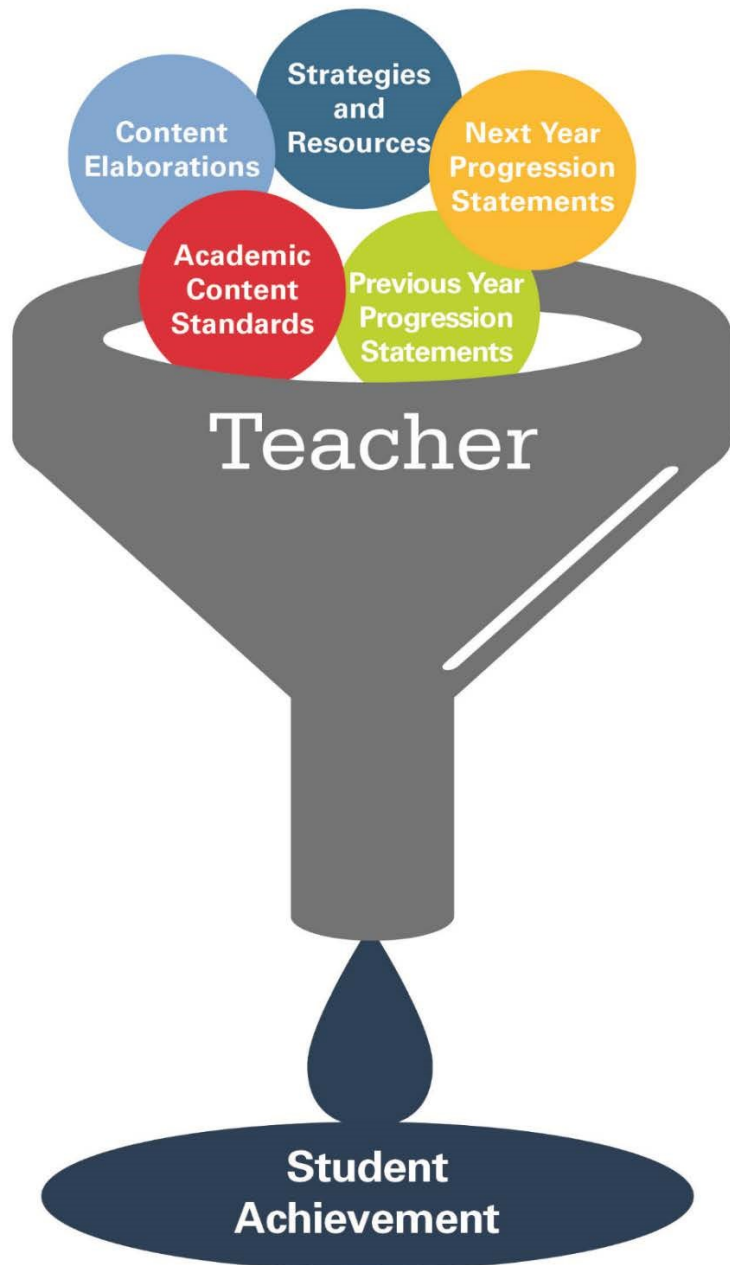 Strategies
and
Resources
Content
Elaborations
Next Year
Progression
Statements
Academic
Content
Standards
Previous Year
Progression
Statements
Teacher
Student
Achievement